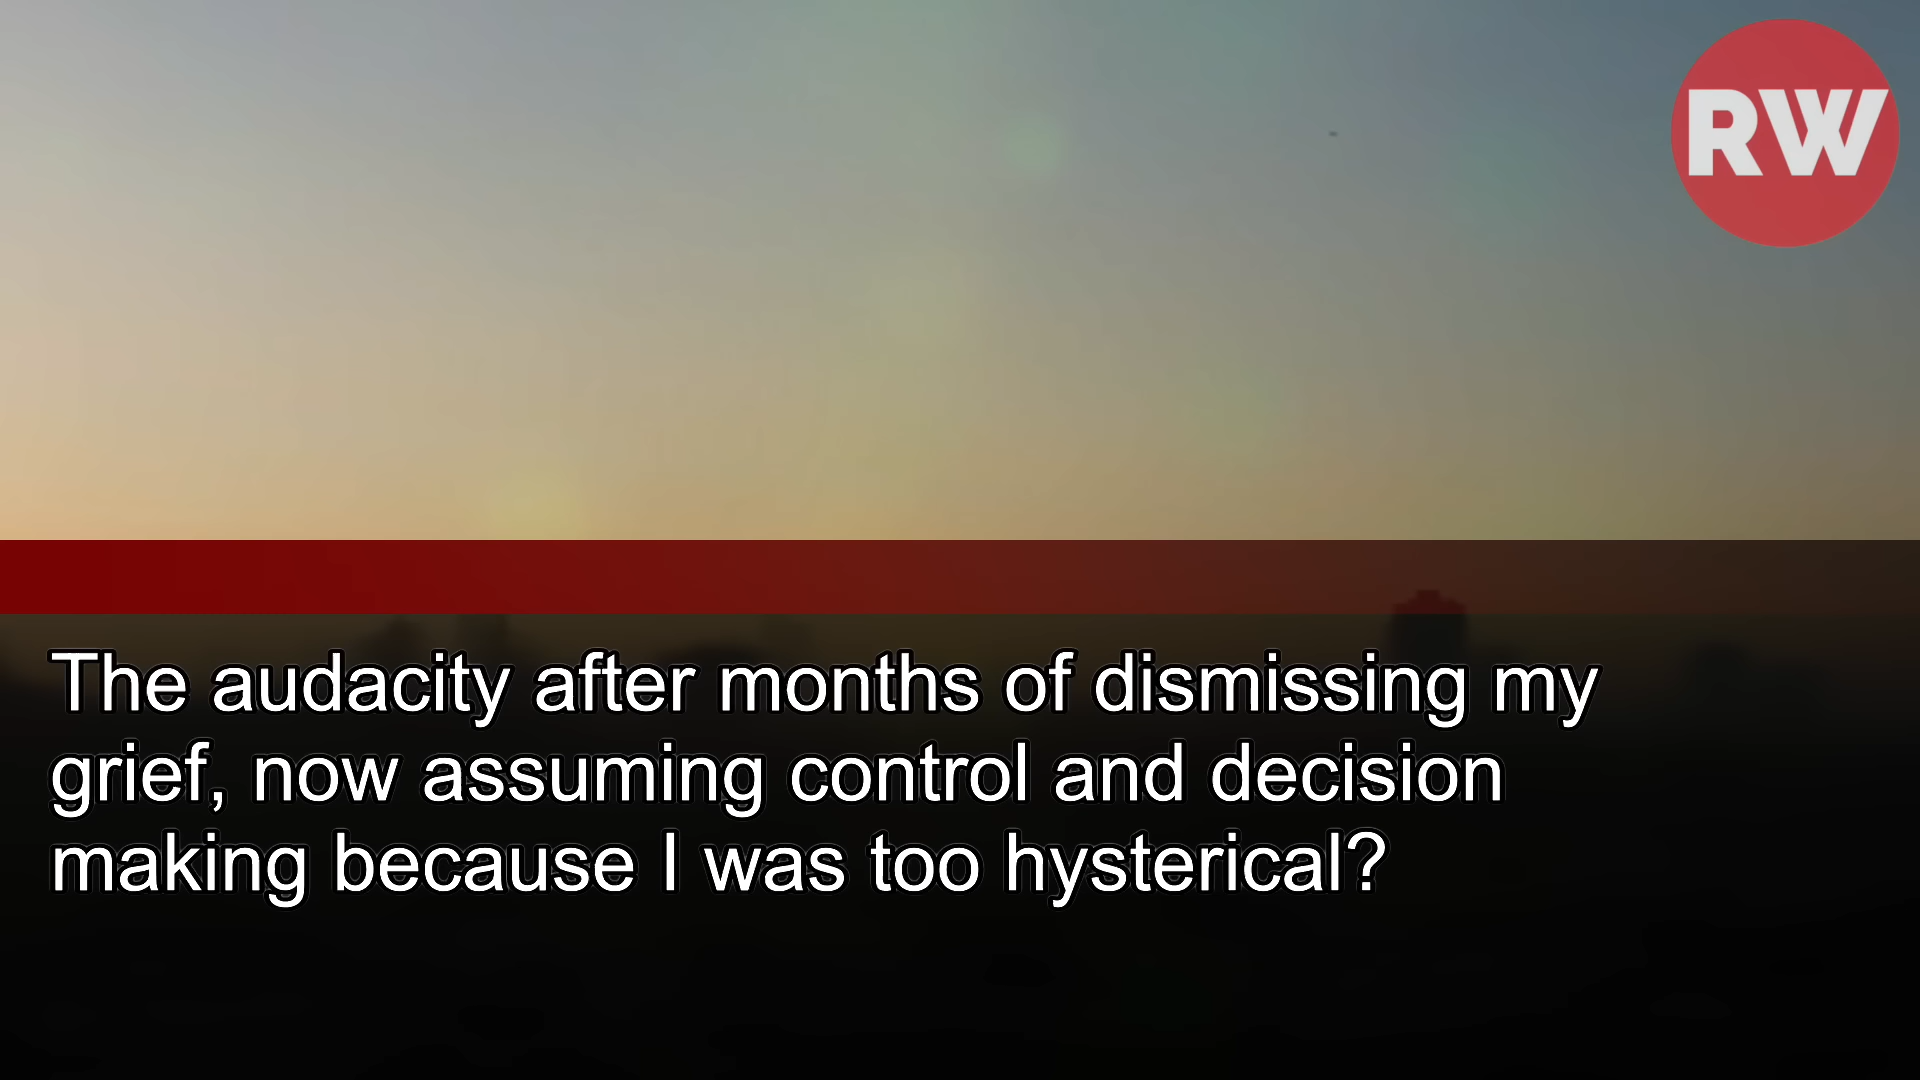 RW
The audacity after months of dismissing my
grief, now assuming control and decision
making because I was too hysterical?